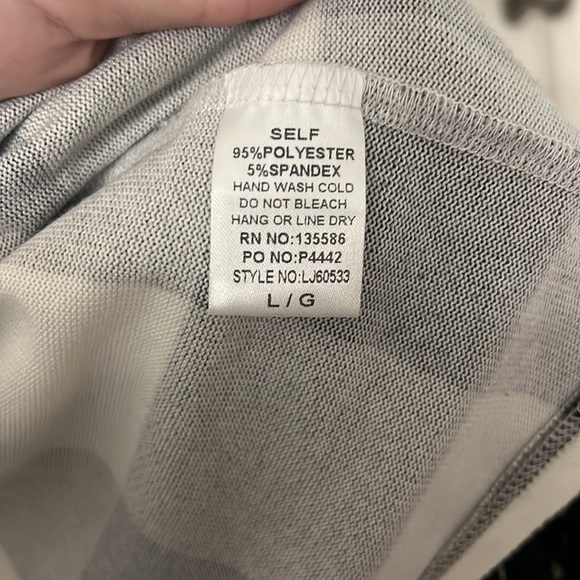 SELF
95%POLYESTER
5%SPANDEX
HAND WASH COLD
DO NOT BLEACH
HANG OR LINE DRY
RN NO:135586
PO NO:P4442
STYLE NO:LJ60533
L / G